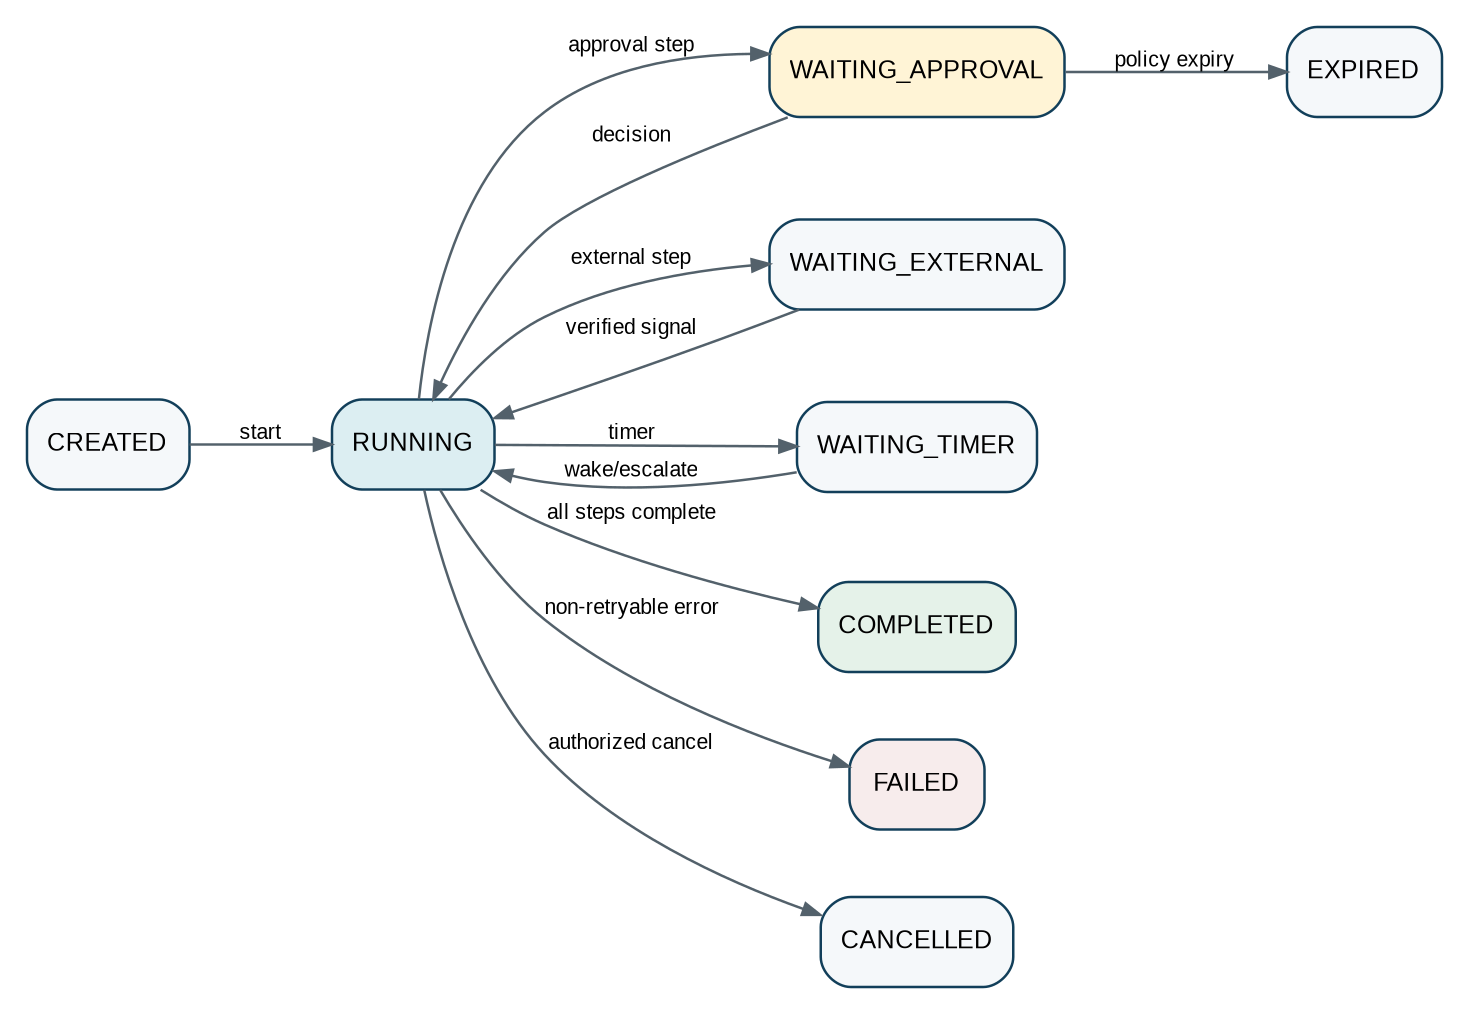 approval step
WAITING_APPROVAL
policy expiry
EXPIRED
decision
external step
WAITING_EXTERNAL
verified signal
CREATED
start
RUNNING
timer
WAITING_TIMER
wake/escalate
all steps complete
COMPLETED
non-retryable error
authorized cancel
FAILED
CANCELLED